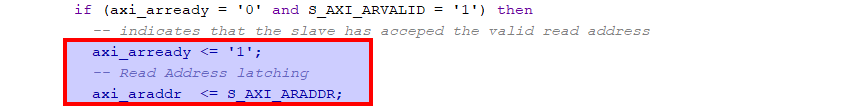 if (axi_arready = '0' and S_AXI_ARVALID = '1') then
-- indicates that the slave has acceped the valid read address
axi_arready <= '1';
-- Read Address latching
axi_araddr  <= S_AXI_ARADDR;